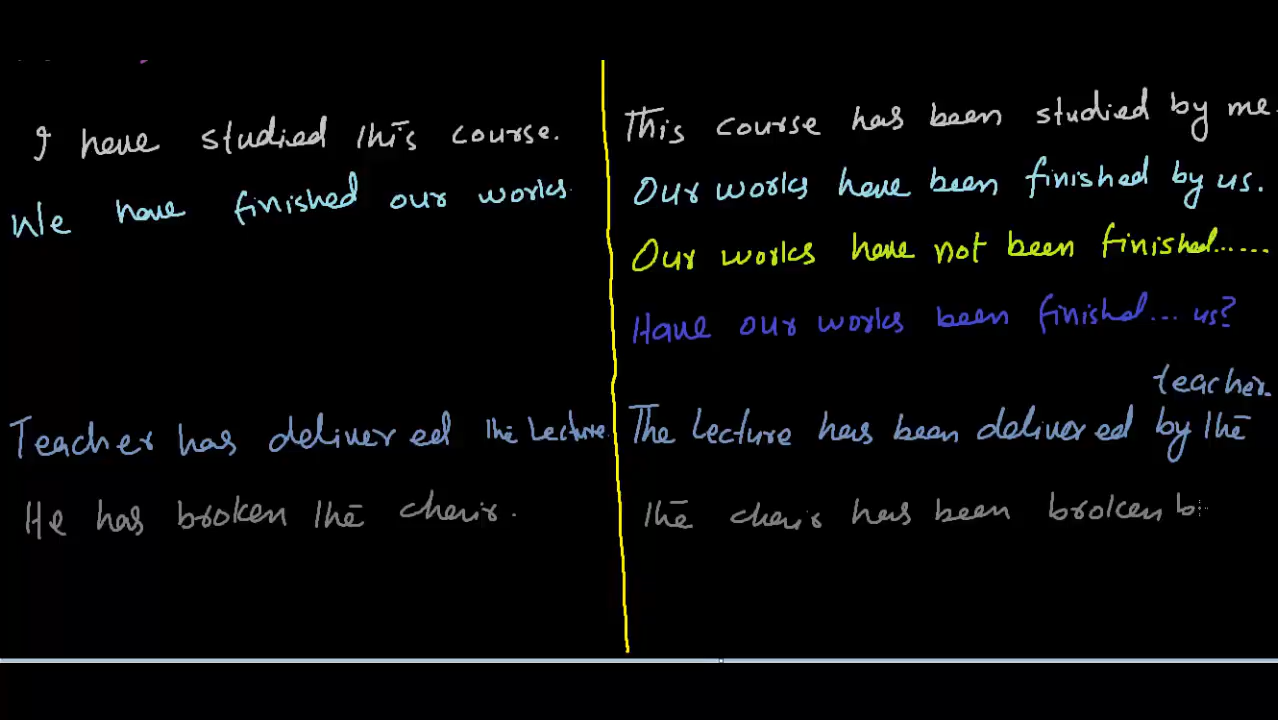 I have studied this course.
We have finished our works.
Teacher has delivered the Lecture.
He has broken the chair.
This course has been studied by me.
Our works have been finished by us.
Our works have not been finished......
Have our works been finished... us?
teacher.
The Lecture has been delivered by the
the chair has been broken b